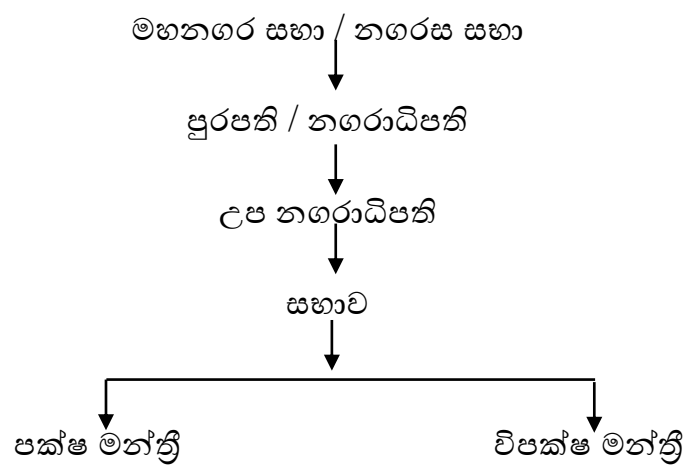 මහනගර සභා / නගරස සභා
පුරපති / නගරාධිපති
උප නගරාධිපති
සභාව
පක්ෂ මන්ත්‍රී
විපක්ෂ මන්ත්‍රී